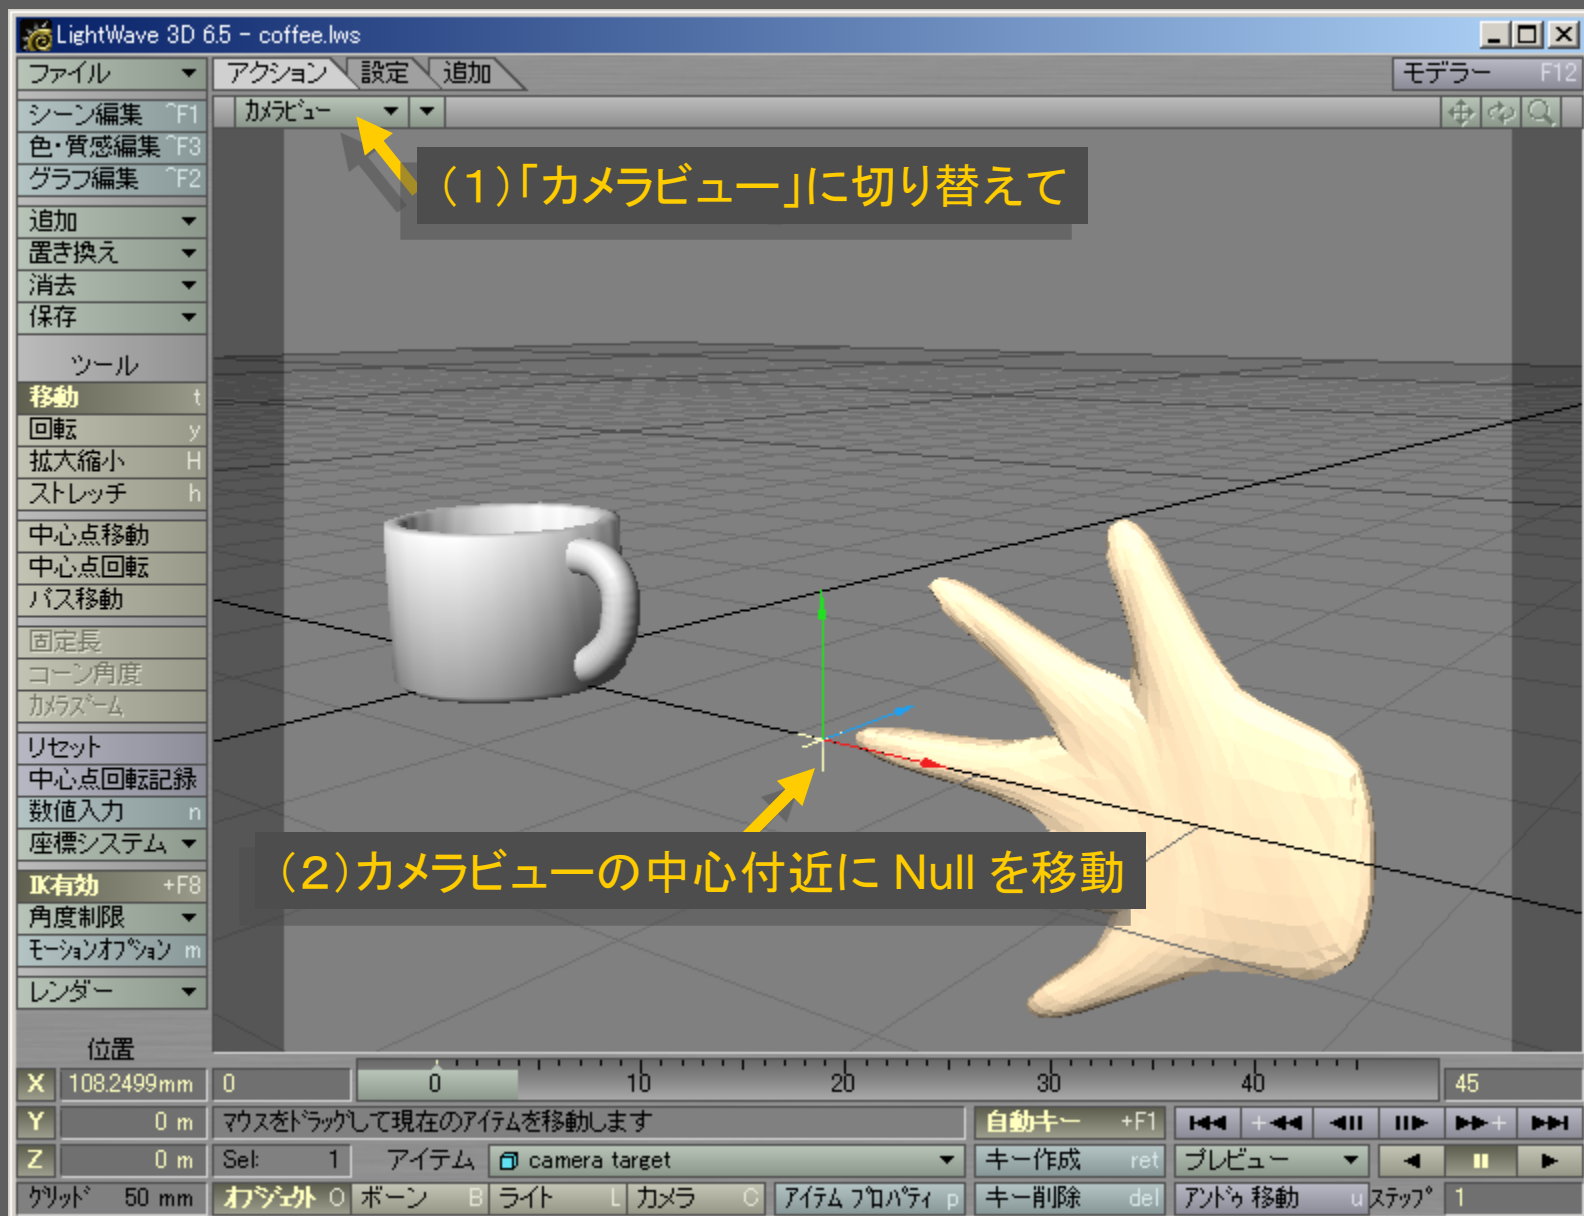 LightWave 3D 6.5 - coffee.lws
ファイル
アクション 設定 追加
モデラー F12
カメラビュー
シーン編集 ^F1
色・質感編集 ^F3
グラフ編集 ^F2
(1)「カメラビュー」に切り替えて
追加
置き換え
消去
保存
ツール
移動 t
回転 y
拡大縮小 H
ストレッチ h
中心点移動
中心点回転
パス移動
固定長
コーン角度
カメラズーム
リセット
中心点回転記録
数値入力 n
座標システム
(2)カメラビューの中心付近に Null を移動
IK有効 +F8
角度制限
モーションオプション m
レンダー
位置
X 108.2499mm 0 0 10 20 30 40 45
Y 0 m マウスをドラッグして現在のアイテムを移動します 自動キー +F1
Z 0 m Sel: 1 アイテム camera target キー作成 ret プレビュー
グリッド 50 mm オブジェクト O ボーン B ライト L カメラ C アイテム プロパティ p キー削除 del アンドゥ 移動 u ステップ 1